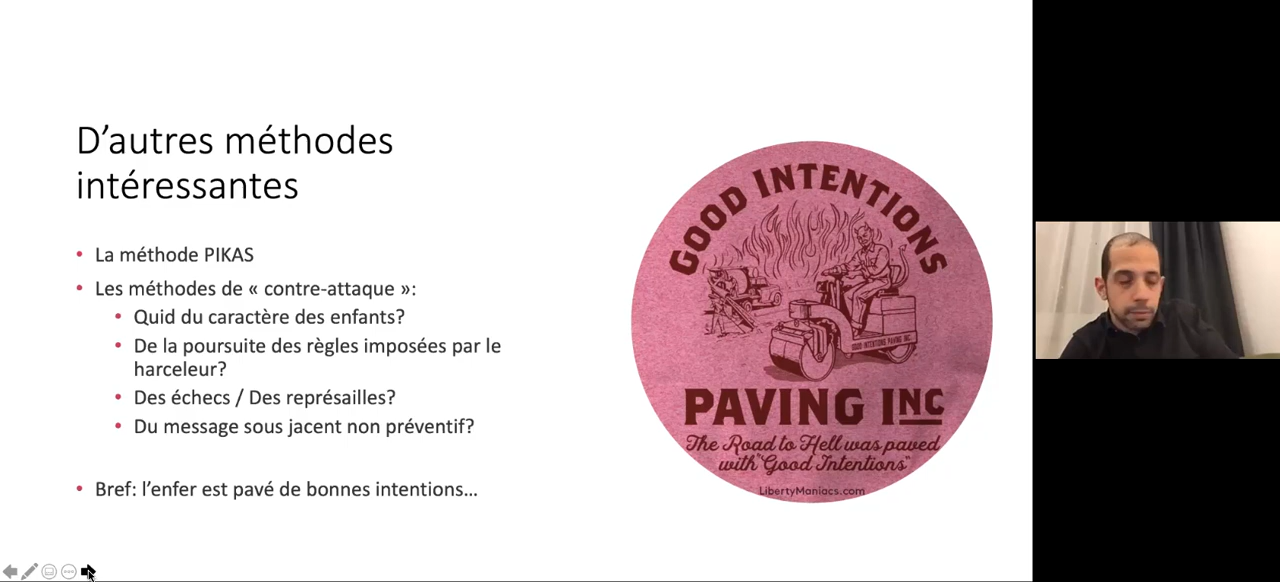 D’autres méthodes
intéressantes
• La méthode PIKAS
• Les méthodes de « contre-attaque »:
• Quid du caractère des enfants?
• De la poursuite des règles imposées par le
harceleur?
• Des échecs / Des représailles?
• Du message sous jacent non préventif?
• Bref: l’enfer est pavé de bonnes intentions…
GOOD INTENTIONS
GOOD INTENTIONS PAVING INC
PAVING INC
The Road to Hell was paved
with "Good Intentions"
LibertyManiacs.com